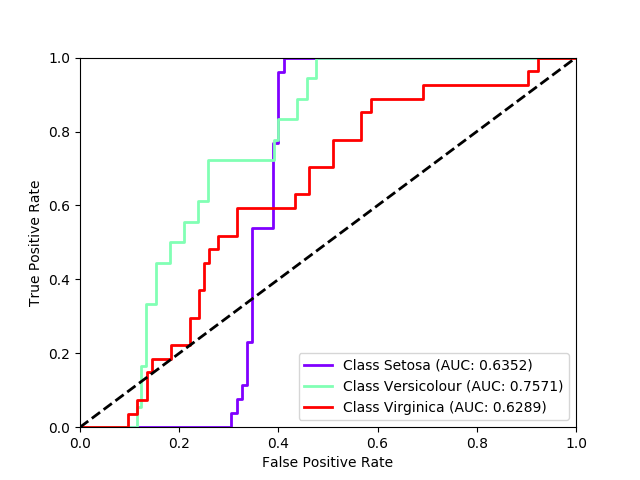 1.0
0.8
0.6
0.4
0.2
0.0
True Positive Rate
Class Setosa (AUC: 0.6352)
Class Versicolour (AUC: 0.7571)
Class Virginica (AUC: 0.6289)
0.0 0.2 0.4 0.6 0.8 1.0
False Positive Rate